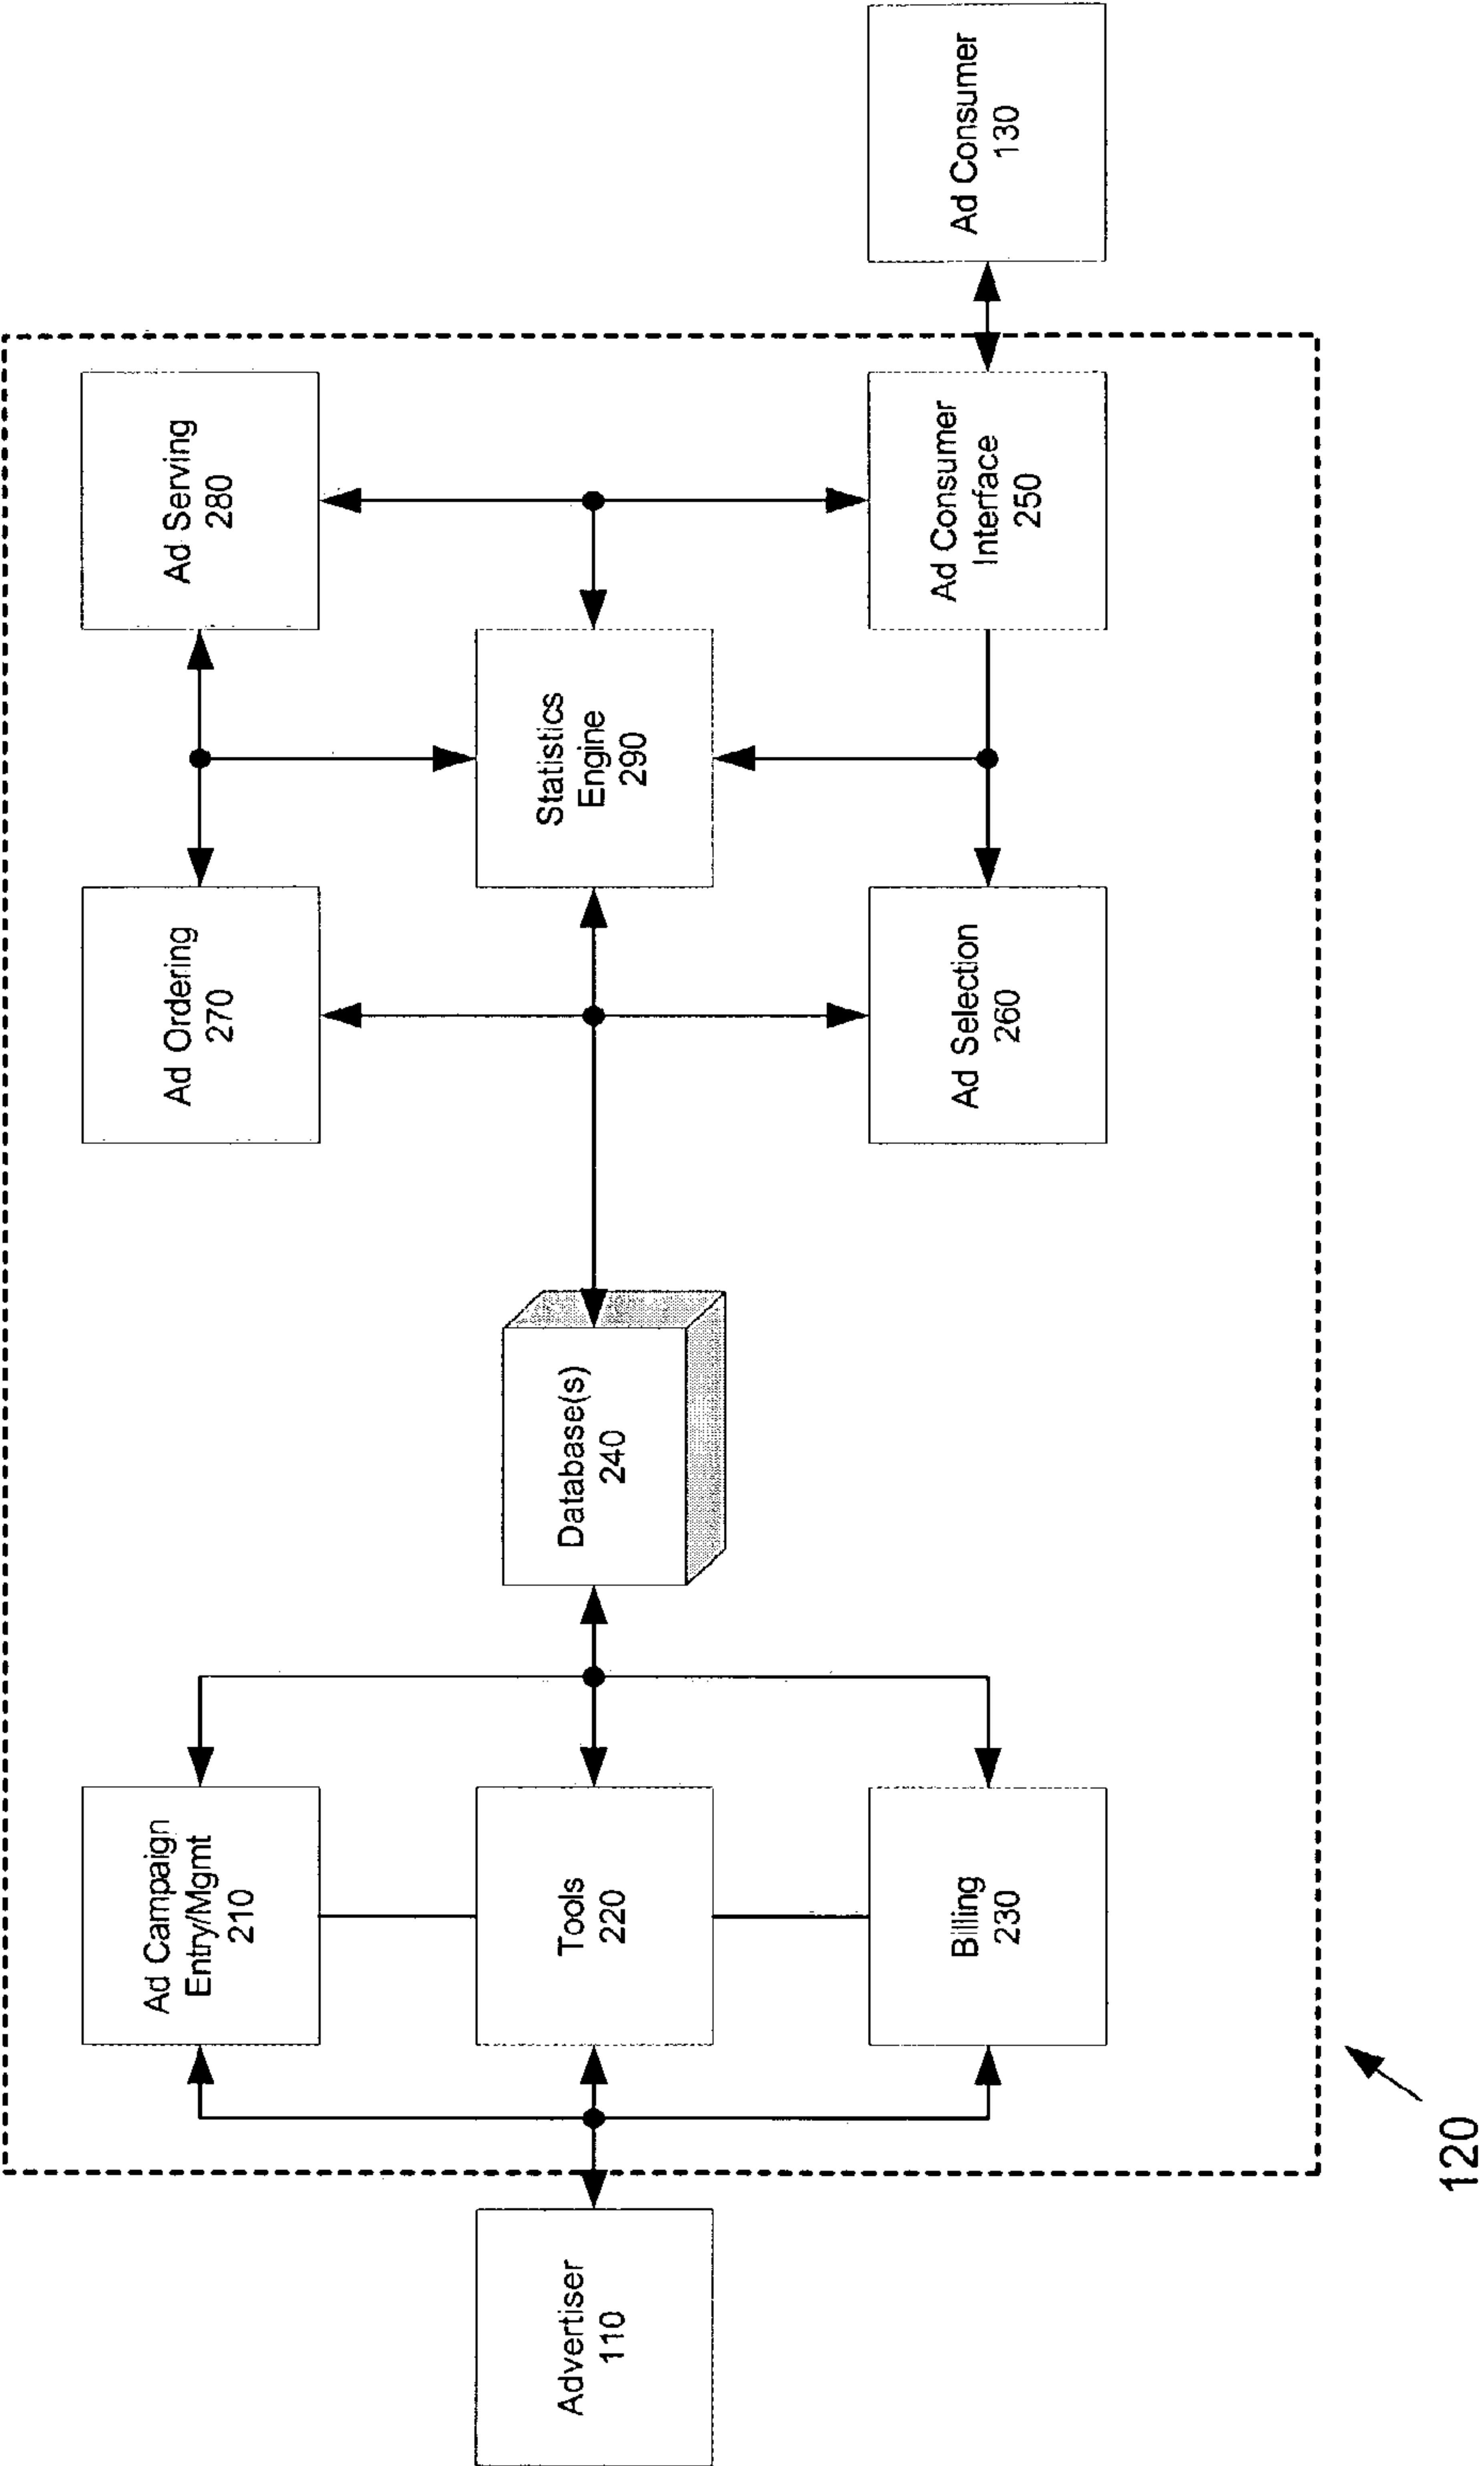 Advertiser
110
Ad Campaign
Entry/Mgmt
210
Tools
220
Billing
230
Database(s)
240
Ad Ordering
270
Ad Serving
280
Statistics
Engine
290
Ad Selection
260
Ad Consumer
Interface
250
Ad Consumer
130
120